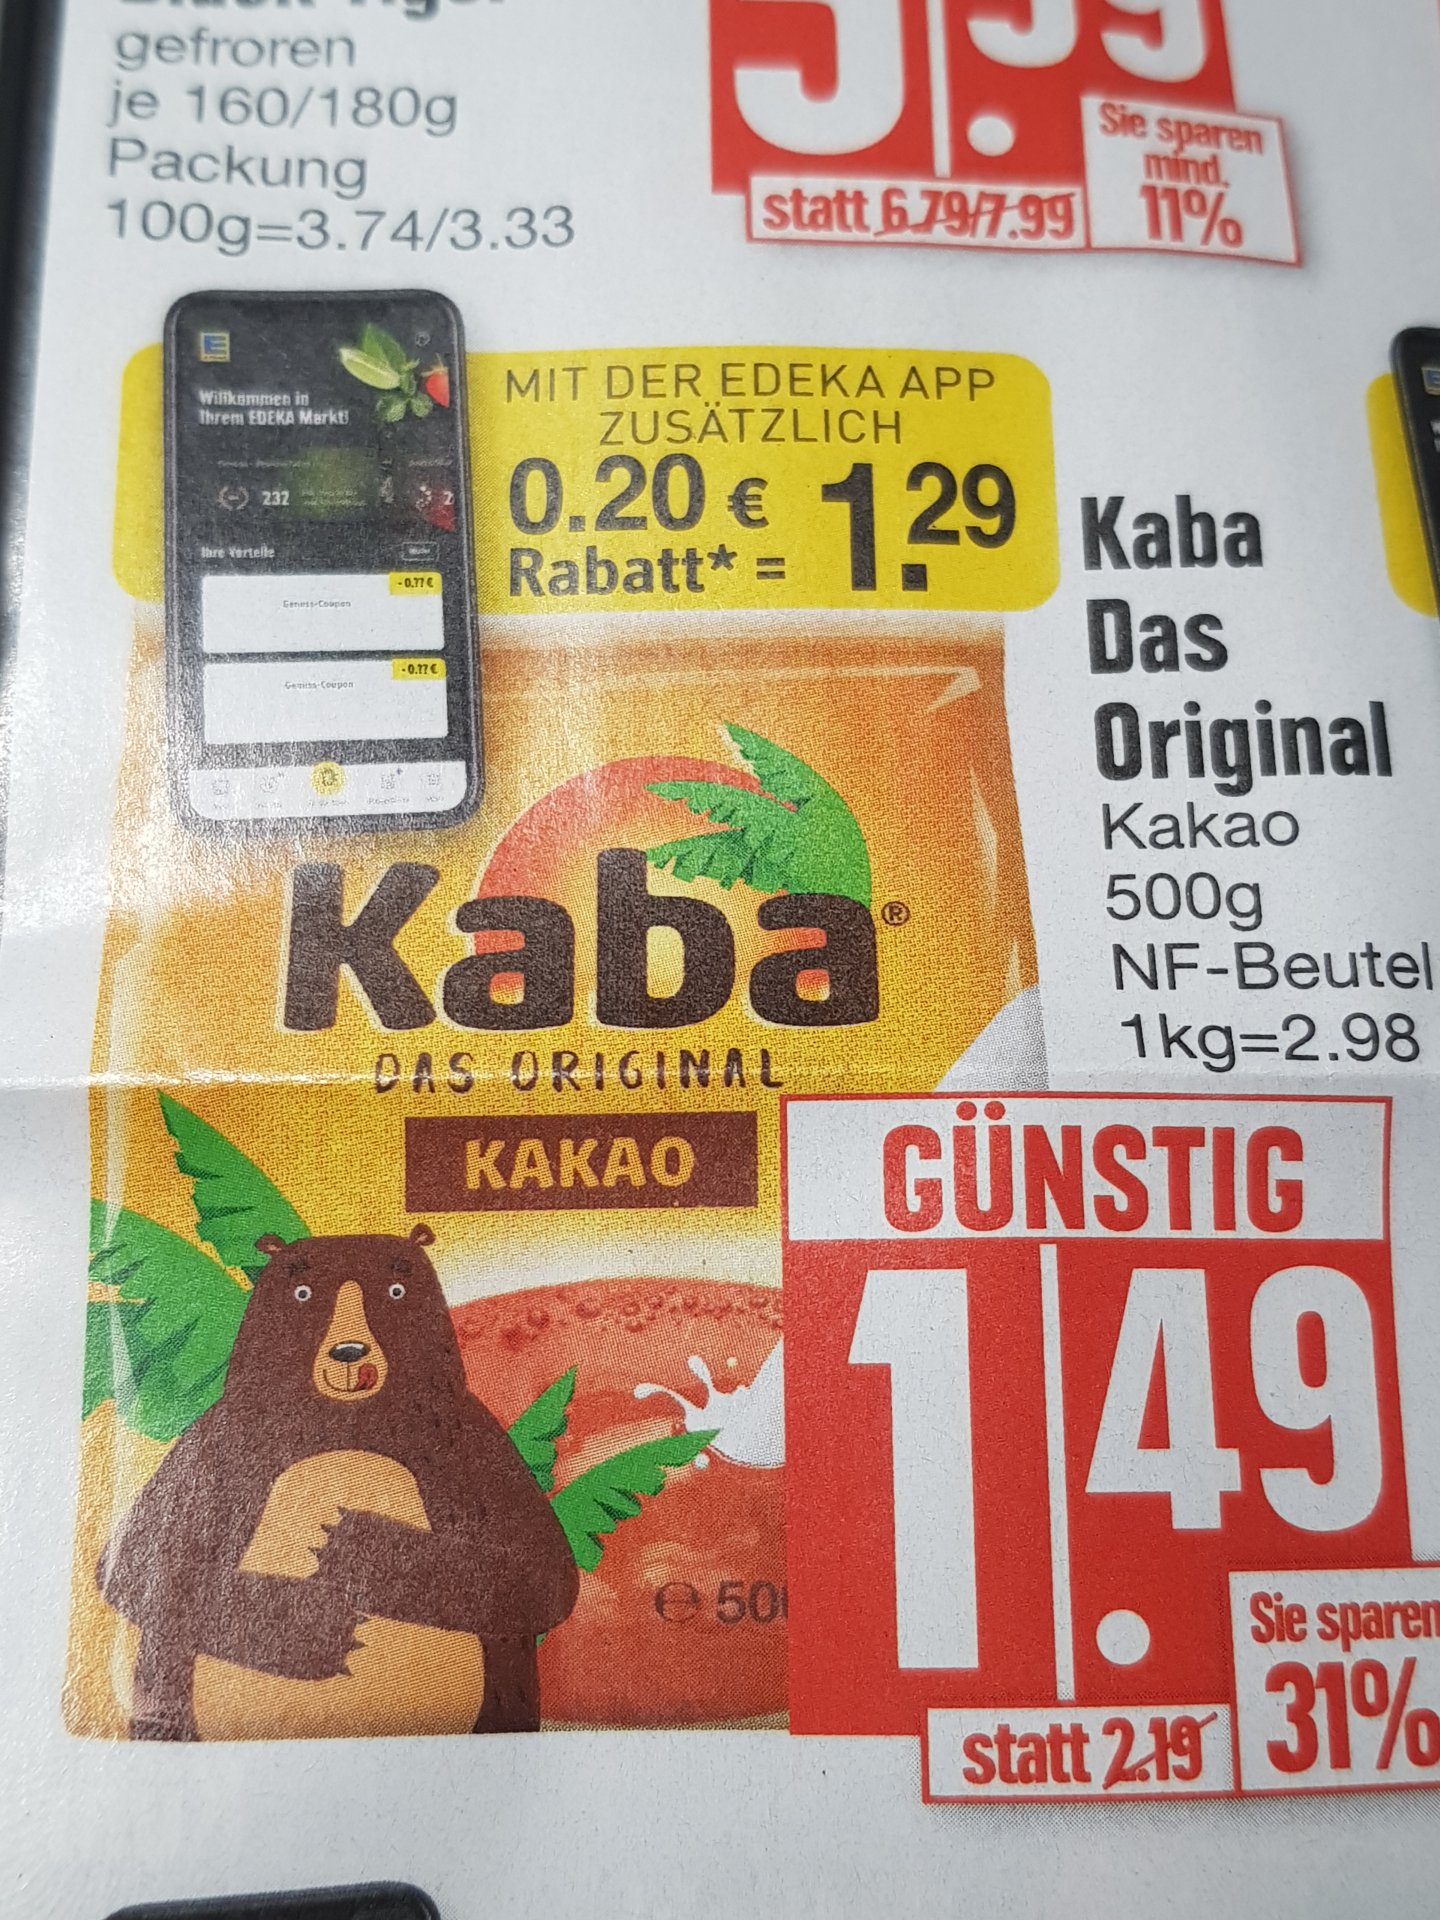 gefroren
je 160/180g
Packung
100g=3.74/3.33
5.99
Sie sparen
mind.
11%
statt 6.79/7.99
Willkommen in
Ihrem EDEKA Markt!
232
Ihre Vorteile
-0.77 €
Genuss-Coupon
-0.77 €
Genuss-Coupon
MIT DER EDEKA APP
ZUSÄTZLICH
0.20 € 
Rabatt* = 1.29
Kaba
Das
Original
Kakao
500g
NF-Beutel
1kg=2.98
Kaba®
DAS ORIGINAL
KAKAO
e 50
GÜNSTIG
1.49
Sie sparen
31%
statt 2.19